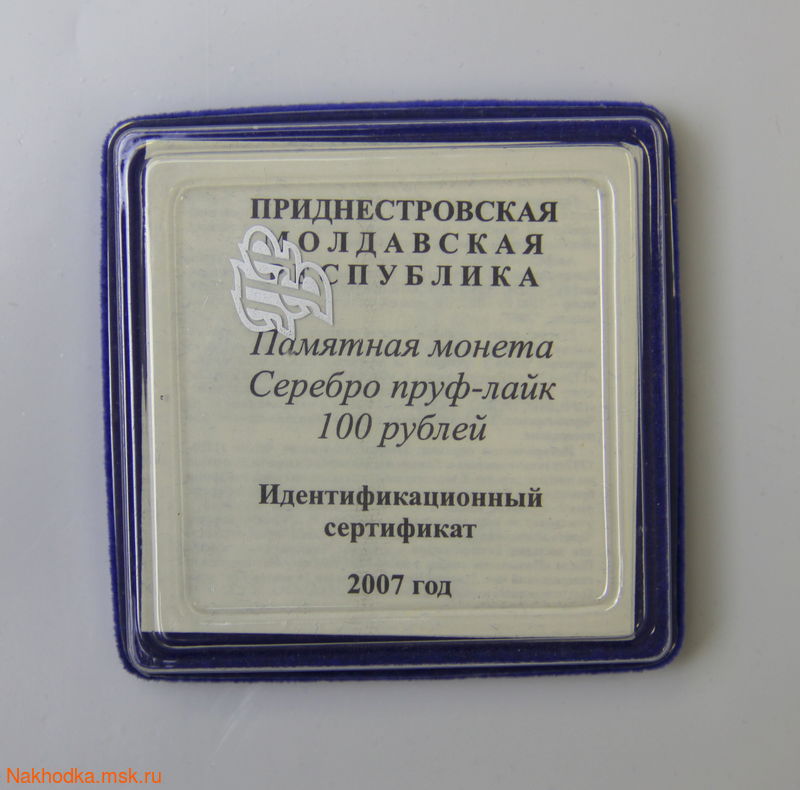 ПРИДНЕСТРОВСКАЯ
МОЛДАВСКАЯ
РЕСПУБЛИКА
Памятная монета
Серебро пруф-лайк
100 рублей
Идентификационный
сертификат
2007 год
Nakhodka.msk.ru